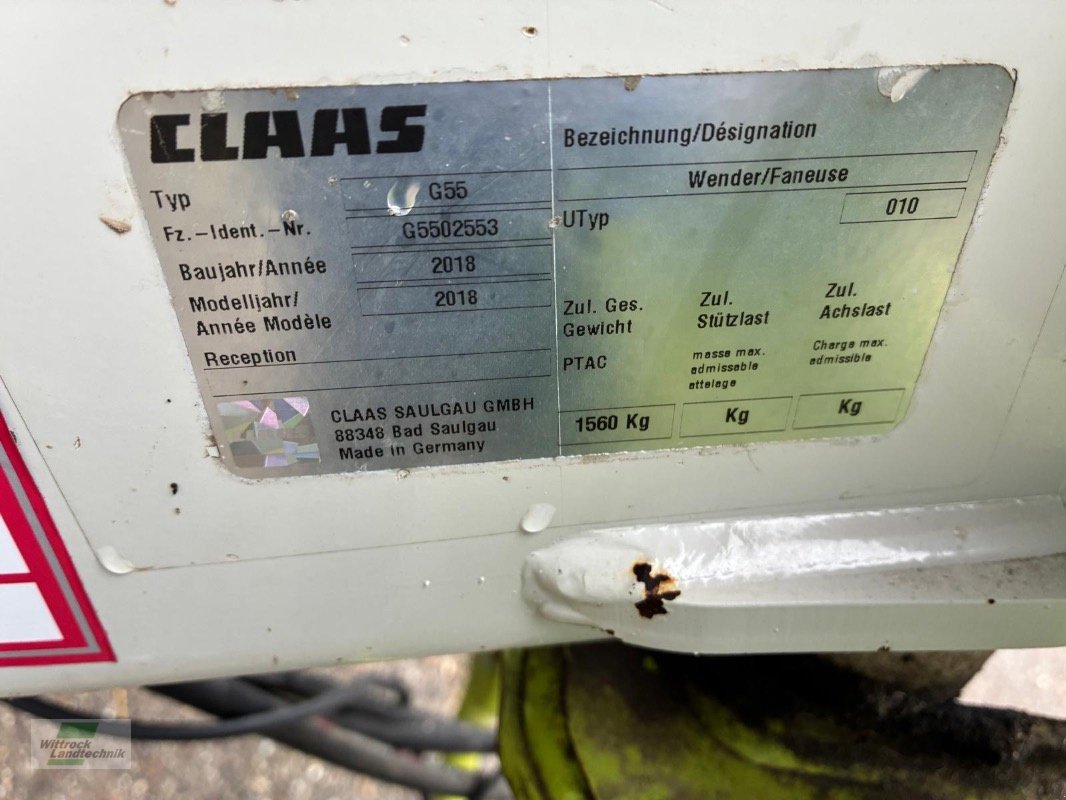 CLAAS
Typ G55
Fz.-Ident.-Nr. G5502553
Baujahr/Année 2018
Modelljahr/
Année Modèle 2018
Reception
CLAAS SAULGAU GMBH
88348 Bad Saulgau
Made in Germany
Bezeichnung/Désignation
Wender/Faneuse
UTyp 010
Zul. Ges.
Gewicht
PTAC
1560 Kg
Zul.
Stützlast
masse max.
admissable
attelage
Kg
Zul.
Achslast
Charge max.
admissible
Kg
Wittrock
Landtechnik